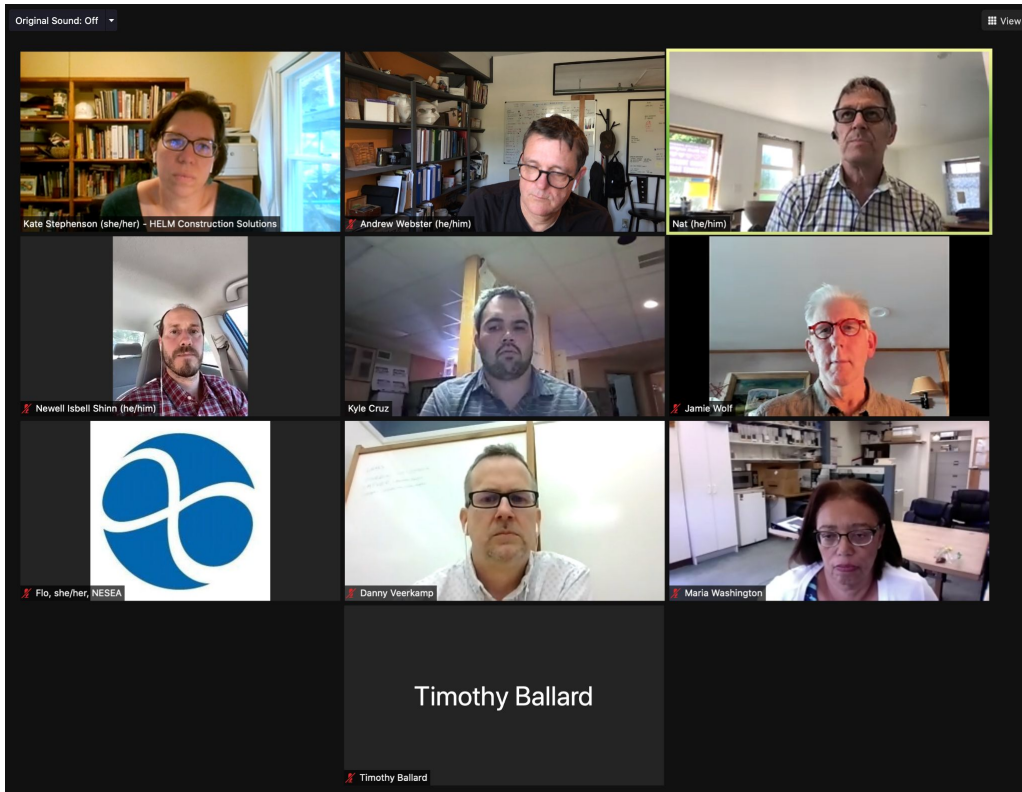 Original Sound: Off
View
Kate Stephenson (she/her) - HELM Construction Solutions
Andrew Webster (he/him)
Nat (he/him)
Newell Isbell Shinn (he/him)
Kyle Cruz
Jamie Wolf
Flo, she/her, NESEA
Danny Veerkamp
Maria Washington
Timothy Ballard
Timothy Ballard